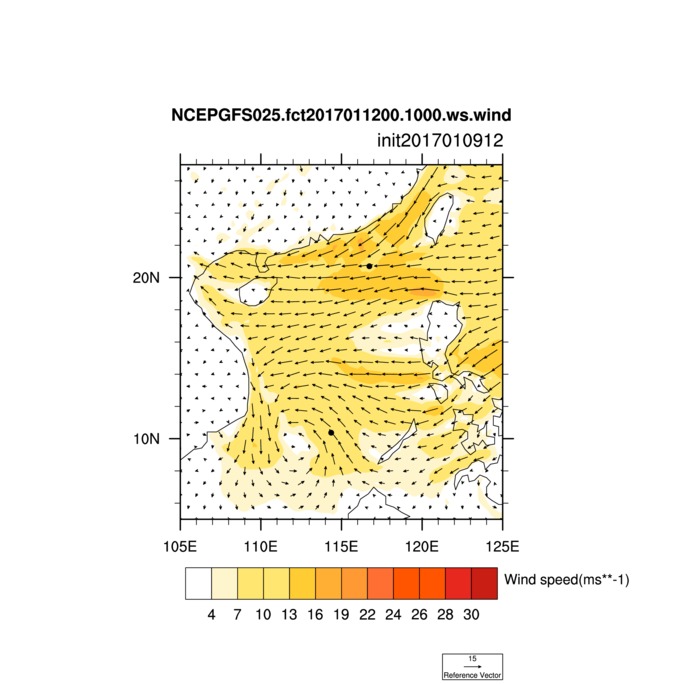 NCEPGFS025.fct2017011200.1000.ws.wind
init2017010912
20N
10N
105E 110E 115E 120E 125E
Wind speed(ms**-1)
4 7 10 13 16 19 22 24 26 28 30
15
Reference Vector